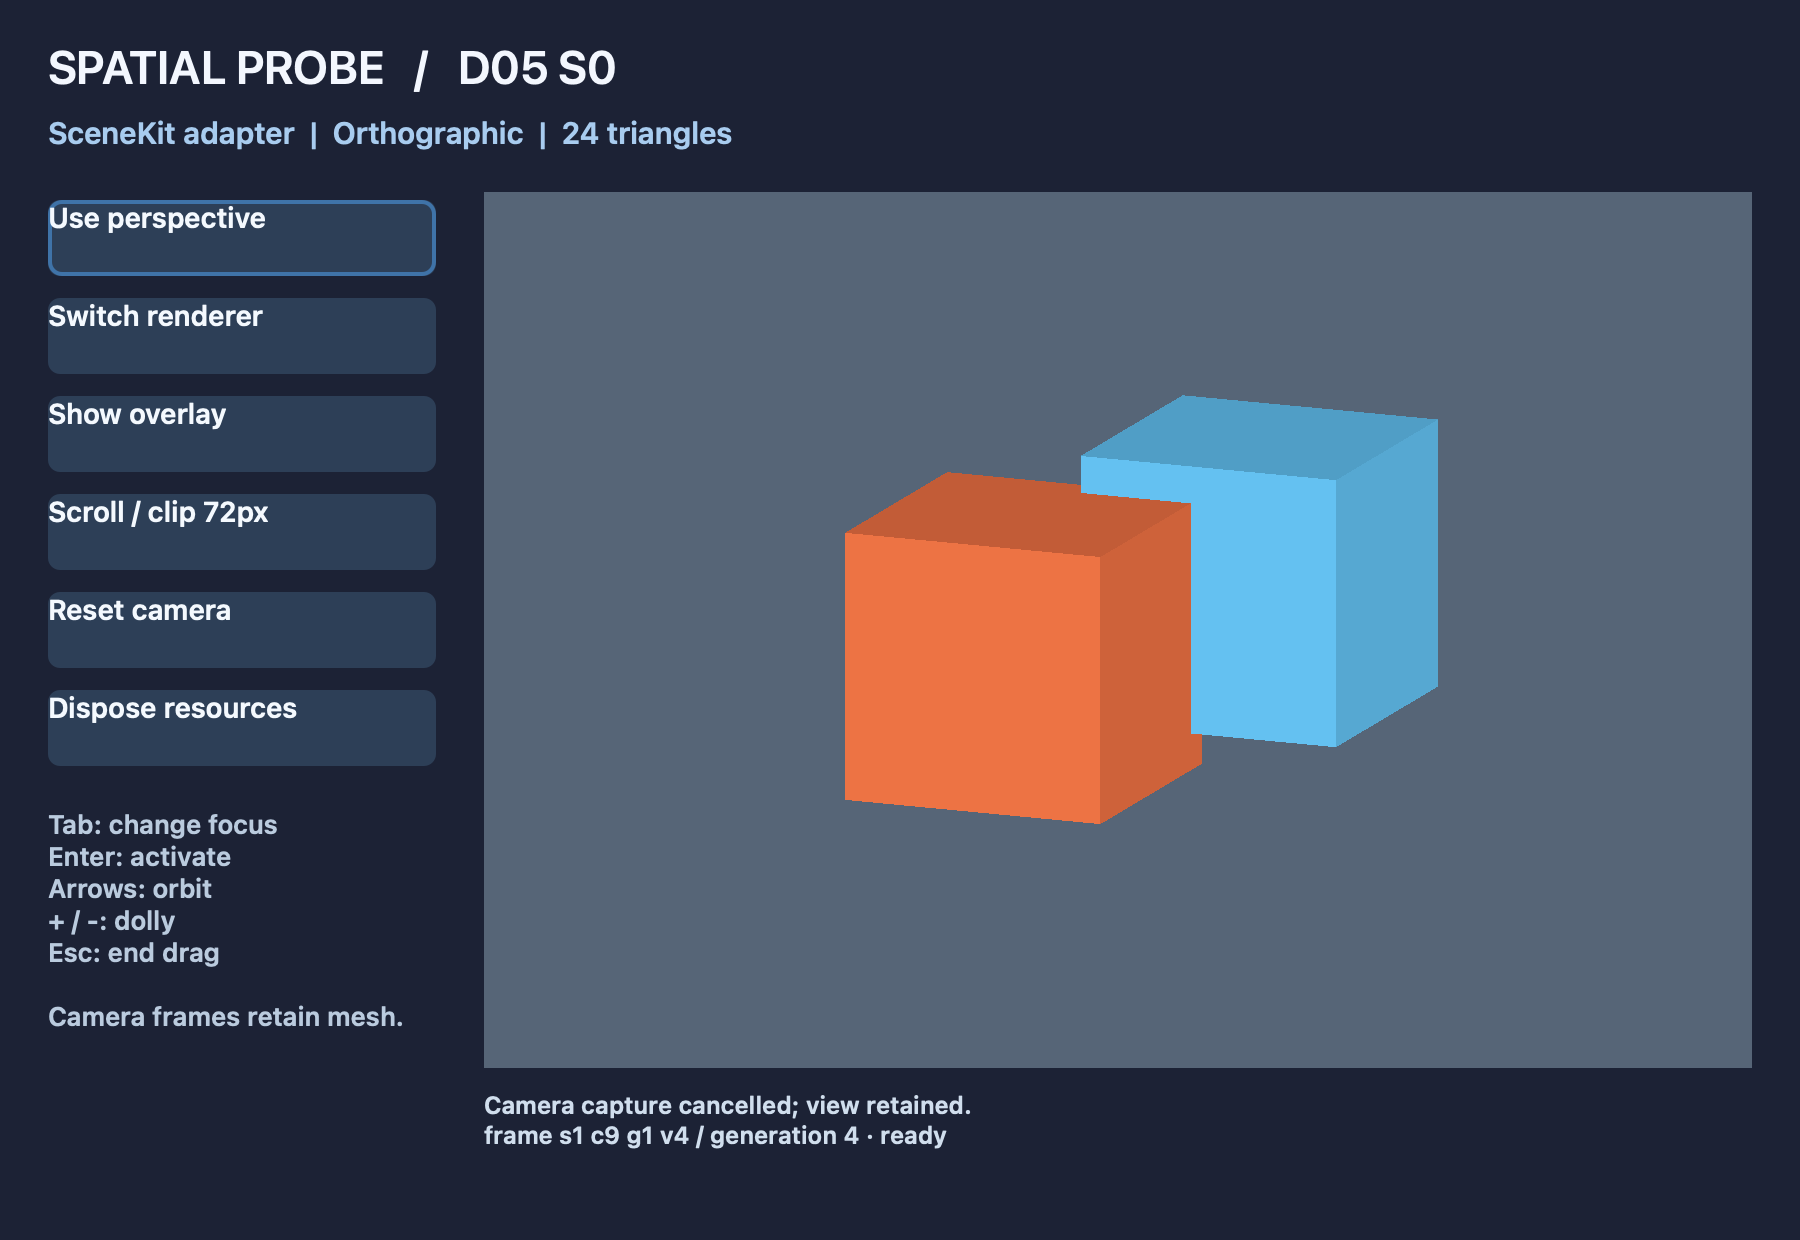 SPATIAL PROBE / D05 S0
SceneKit adapter | Orthographic | 24 triangles
Use perspective
Switch renderer
Show overlay
Scroll / clip 72px
Reset camera
Dispose resources
Tab: change focus
Enter: activate
Arrows: orbit
+ / -: dolly
Esc: end drag
Camera frames retain mesh.
Camera capture cancelled; view retained.
frame s1 c9 g1 v4 / generation 4 · ready